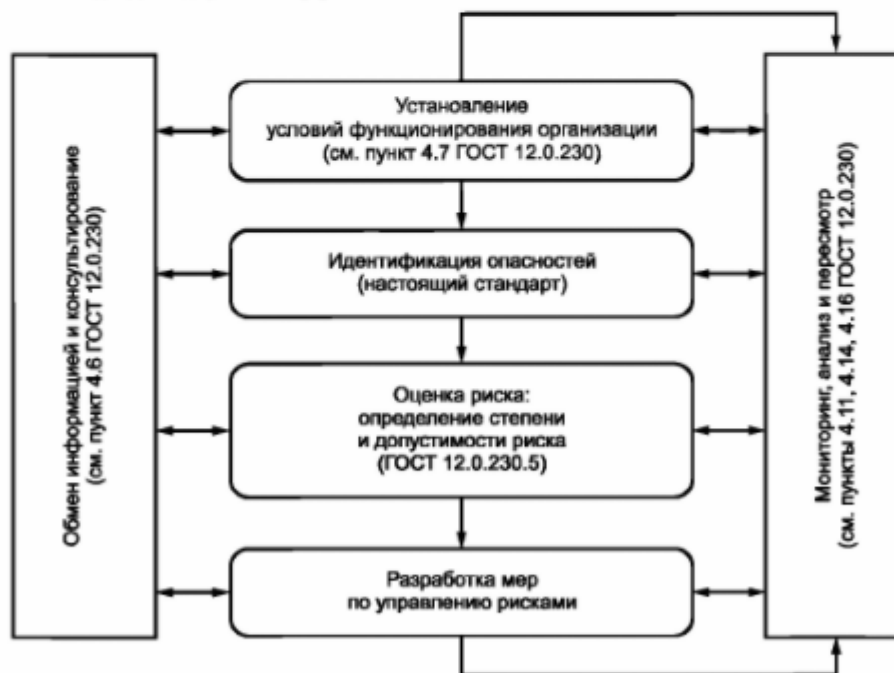 Обмен информацией и консультирование
(см. пункт 4.6 ГОСТ 12.0.230)
Установление
условий функционирования организации
(см. пункт 4.7 ГОСТ 12.0.230)
Идентификация опасностей
(настоящий стандарт)
Оценка риска:
определение степени
и допустимости риска
(ГОСТ 12.0.230.5)
Разработка мер
по управлению рисками
Мониторинг, анализ и пересмотр
(см. пункты 4.11, 4.14, 4.16 ГОСТ 12.0.230)